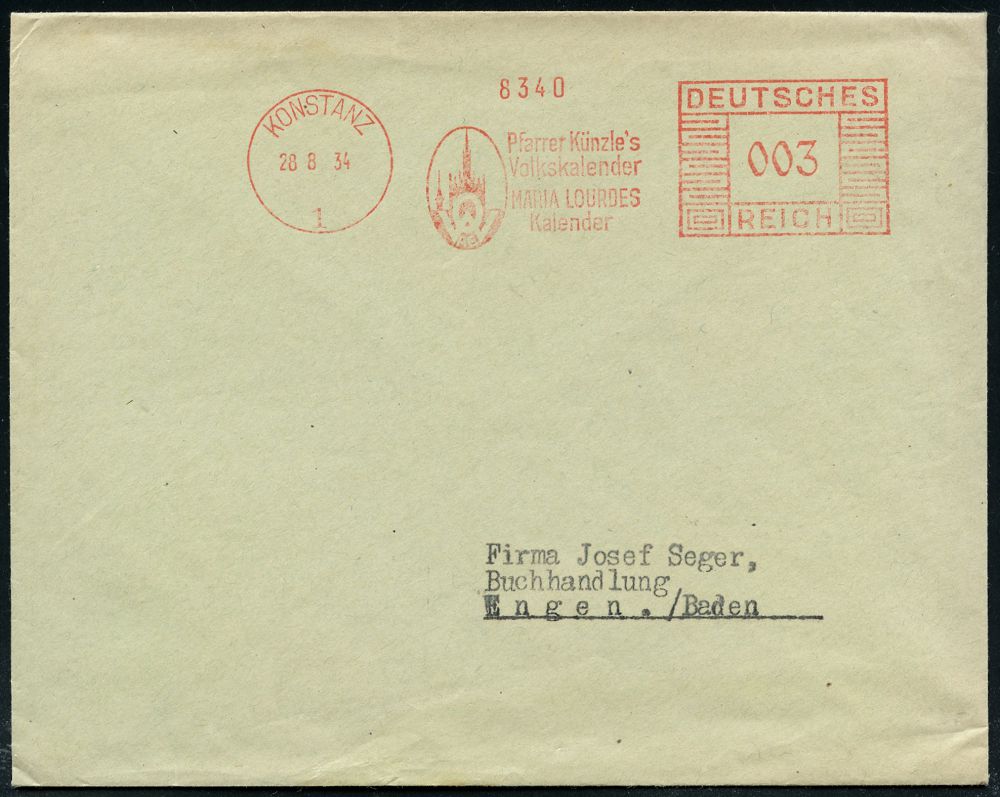 8340
KONSTANZ
28 8 34
1
Pfarrer Künzle's
Volkskalender
MARIA LOURDES
Kalender
DEUTSCHES
003
REICH
Firma Josef Seger,
Buchhandlung
Engen./Baden